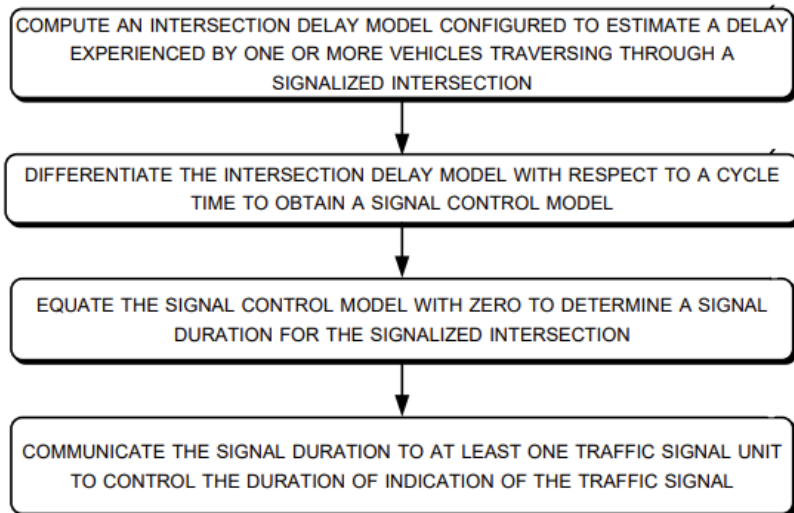 COMPUTE AN INTERSECTION DELAY MODEL CONFIGURED TO ESTIMATE A DELAY
EXPERIENCED BY ONE OR MORE VEHICLES TRAVERSING THROUGH A
SIGNALIZED INTERSECTION
DIFFERENTIATE THE INTERSECTION DELAY MODEL WITH RESPECT TO A CYCLE
TIME TO OBTAIN A SIGNAL CONTROL MODEL
EQUATE THE SIGNAL CONTROL MODEL WITH ZERO TO DETERMINE A SIGNAL
DURATION FOR THE SIGNALIZED INTERSECTION
COMMUNICATE THE SIGNAL DURATION TO AT LEAST ONE TRAFFIC SIGNAL UNIT
TO CONTROL THE DURATION OF INDICATION OF THE TRAFFIC SIGNAL